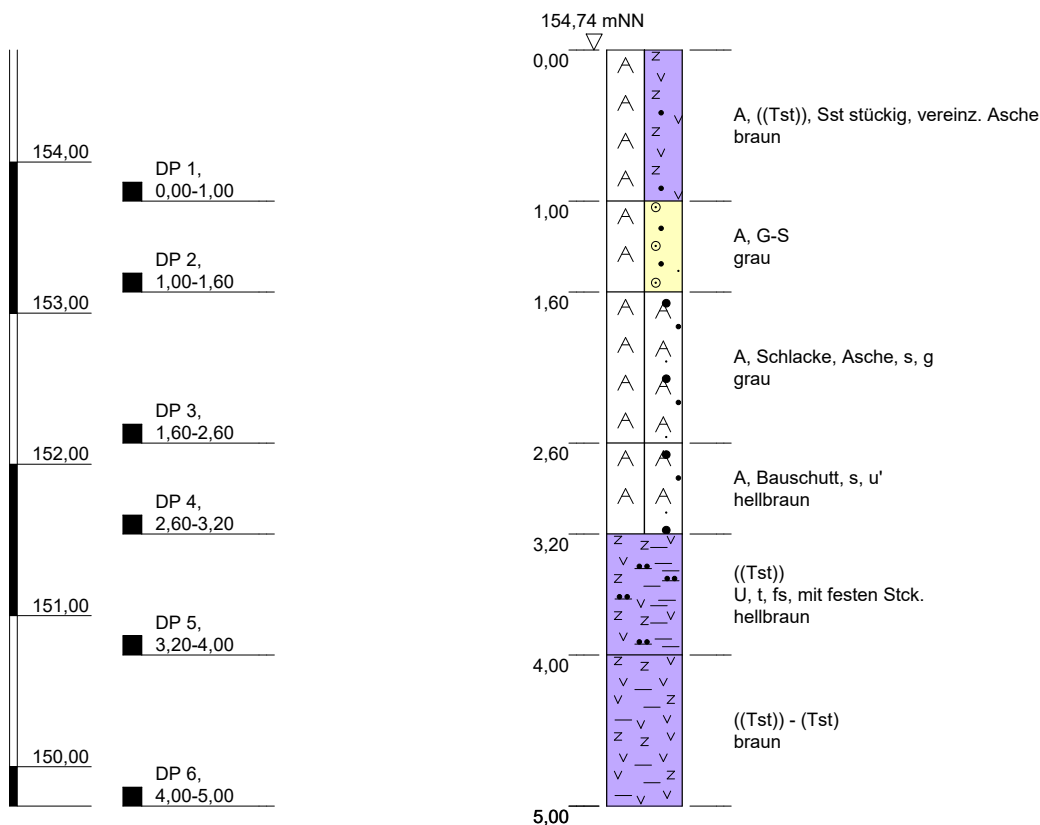 154,74 mNN
0,00
A, ((Tst)), Sst stückig, vereinz. Asche
braun
154,00
DP 1,
0,00-1,00
1,00
A, G-S
grau
DP 2,
1,00-1,60
1,60
153,00
A, Schlacke, Asche, s, g
grau
DP 3,
1,60-2,60
2,60
152,00
A, Bauschutt, s, u'
hellbraun
DP 4,
2,60-3,20
3,20
((Tst))
U, t, fs, mit festen Stck.
hellbraun
151,00
DP 5,
3,20-4,00
4,00
((Tst)) - (Tst)
braun
150,00
DP 6,
4,00-5,00
5,00